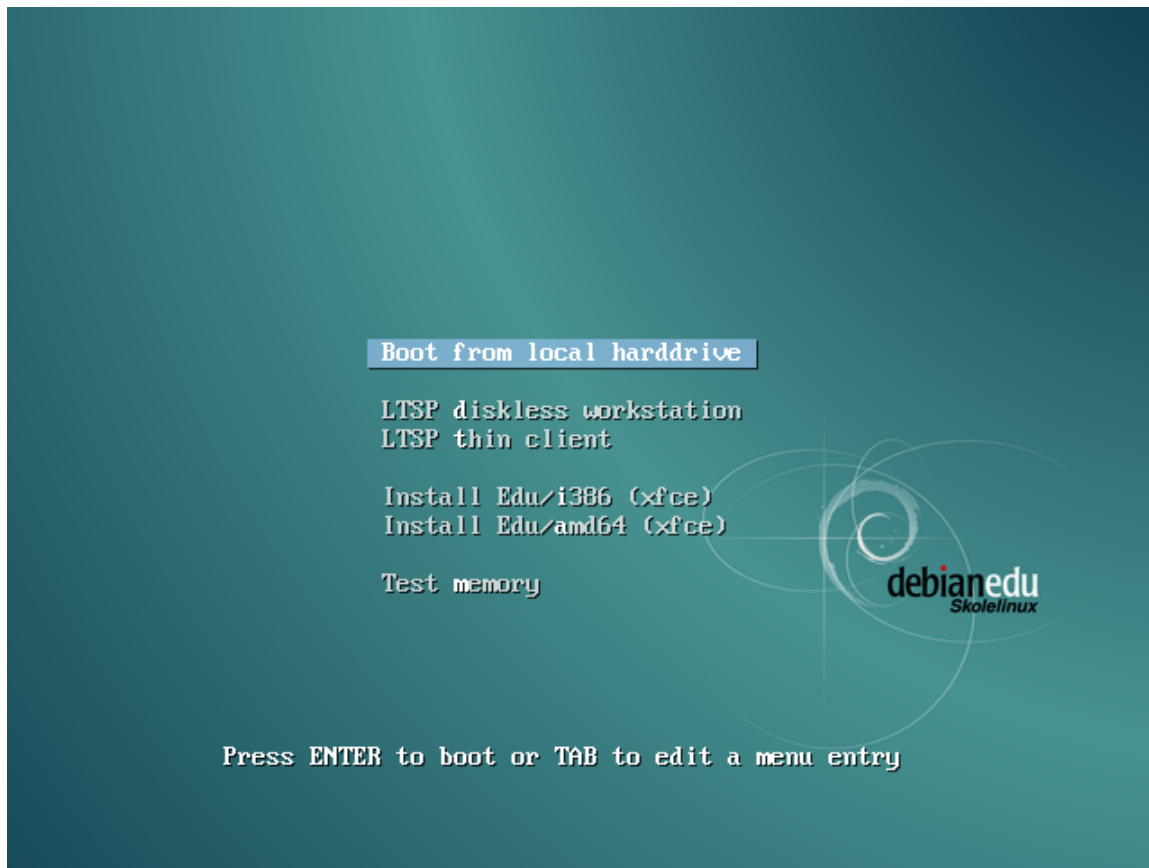 Boot from local harddrive
LTSP diskless workstation
LTSP thin client
Install Edu/i386 (xfce)
Install Edu/amd64 (xfce)
Test memory
debianedu
Skolelinux
Press ENTER to boot or TAB to edit a menu entry